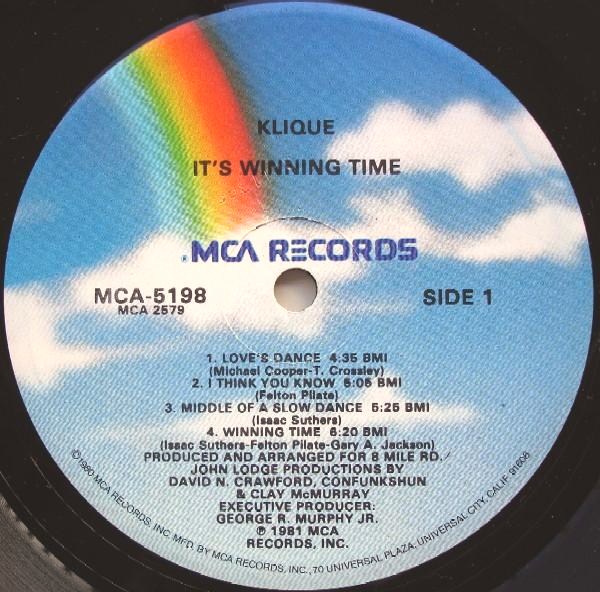 KLIQUE
IT'S WINNING TIME
®MCA RECORDS
MCA-5198
MCA 2579
SIDE 1
1. LOVE'S DANCE 4:35 BMI
(Michael Cooper-T. Crossley)
2. I THINK YOU KNOW 5:05 BMI
(Felton Pilate)
3. MIDDLE OF A SLOW DANCE 5:25 BMI
(Isaac Suthers)
4. WINNING TIME 6:20 BMI
(Isaac Suthers-Felton Pilate-Gary A. Jackson)
PRODUCED AND ARRANGED FOR 8 MILE RD./
JOHN LODGE PRODUCTIONS BY
DAVID N. CRAWFORD, CONFUNKSHUN
& CLAY McMURRAY
EXECUTIVE PRODUCER:
GEORGE R. MURPHY JR.
℗ 1981 MCA
RECORDS, INC.
©1980 MCA RECORDS, INC. MFD. BY MCA RECORDS, INC., 70 UNIVERSAL PLAZA, UNIVERSAL CITY, CALIF. 91608